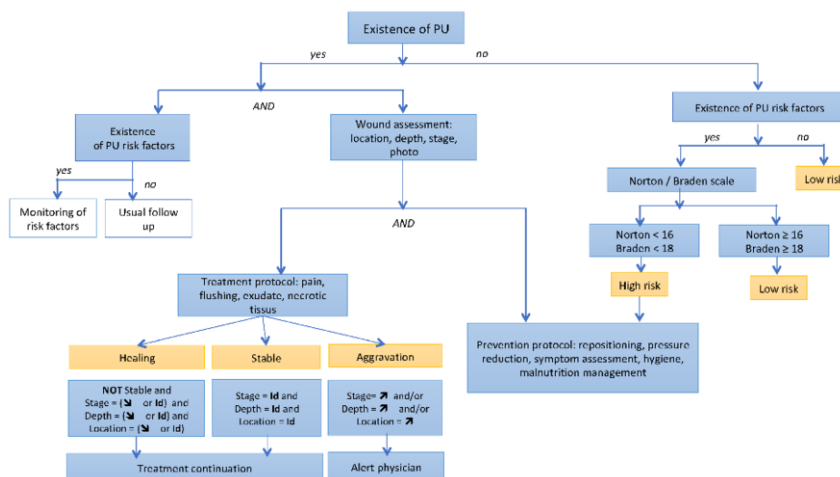 Existence of PU
yes
no
AND
Existence
of PU risk factors
Wound assessment:
location, depth, stage,
photo
Existence of PU risk factors
yes
no
yes
no
Norton / Braden scale
Low risk
Monitoring of
risk factors
Usual follow
up
AND
Norton < 16
Braden < 18
Norton ≥ 16
Braden ≥ 18
Treatment protocol: pain,
flushing, exudate, necrotic
tissus
High risk
Low risk
Healing
Stable
Aggravation
Prevention protocol: repositioning, pressure
reduction, symptom assessment, hygiene,
malnutrition management
NOT Stable and
Stage = (↘ or Id) and
Depth = (↘ or Id) and
Location = (↘ or Id)
Stage = Id and
Depth = Id and
Location = Id
Stage= ↗ and/or
Depth = ↗ and/or
Location = ↗
Treatment continuation
Alert physician